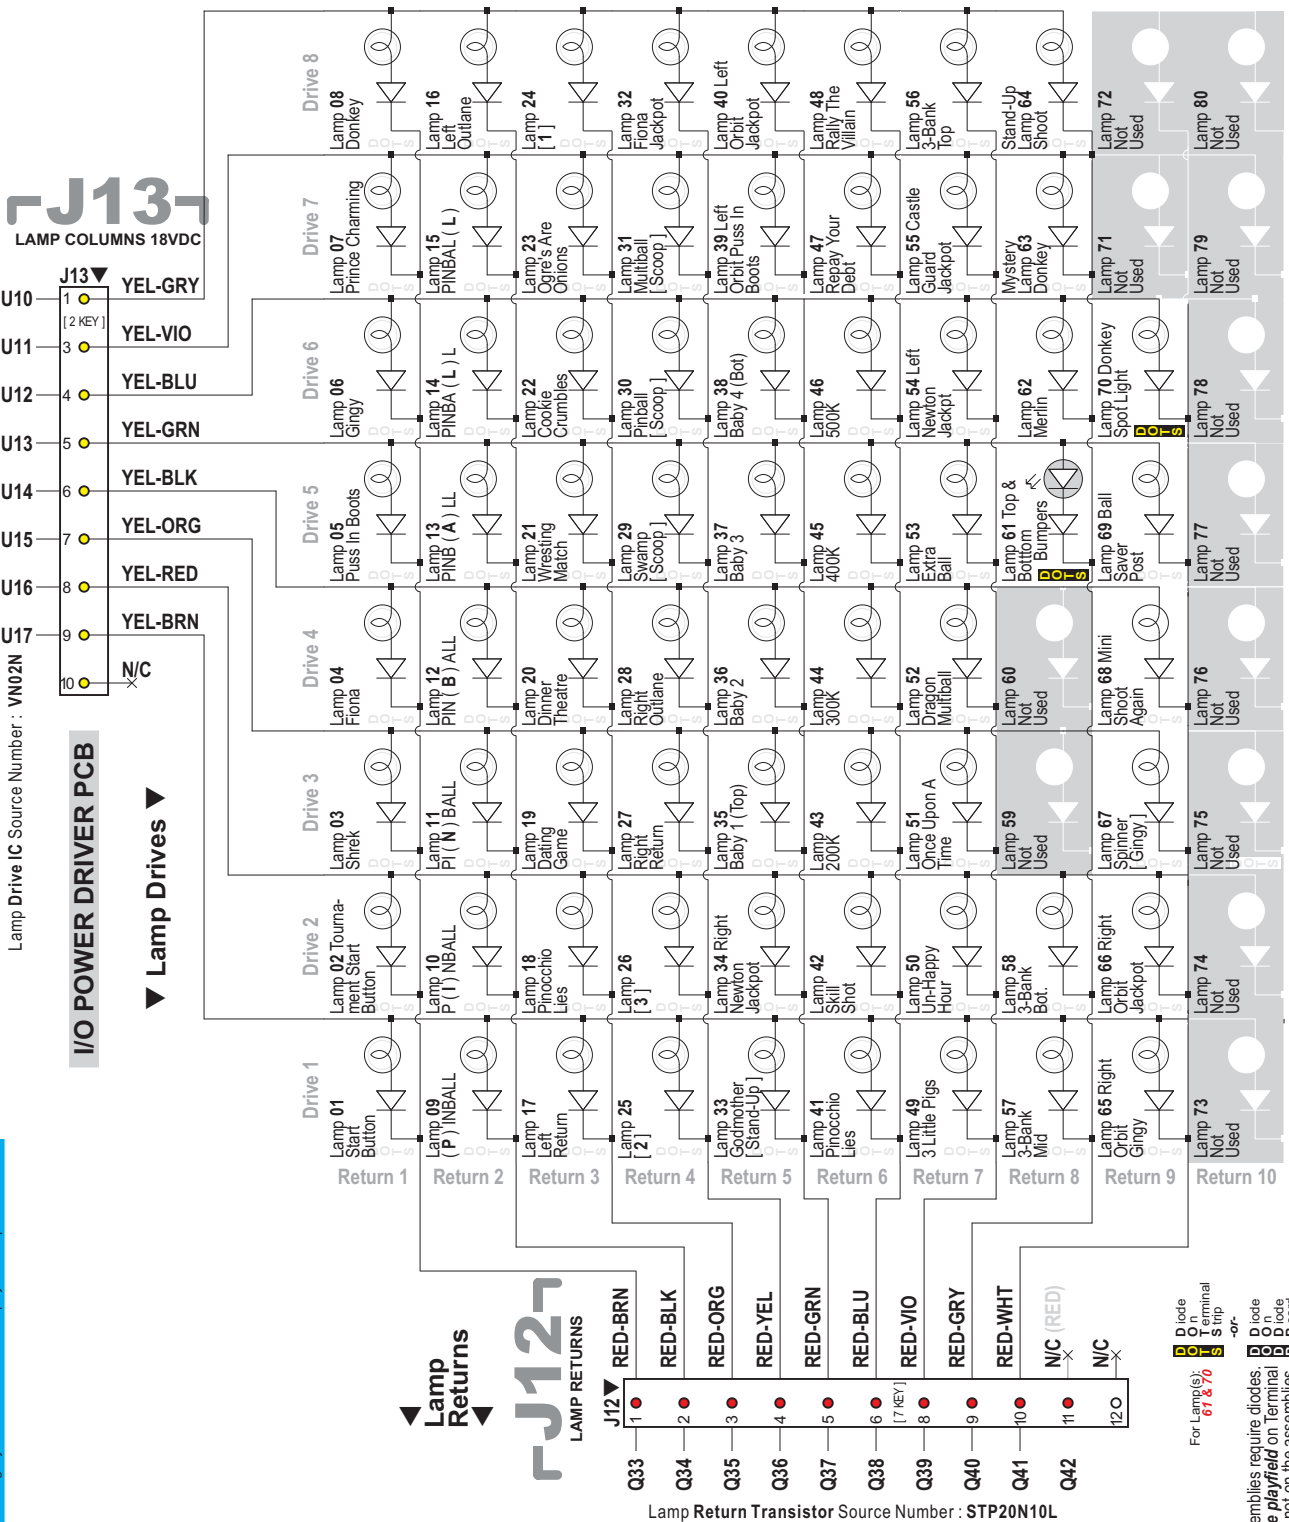 J13
LAMP COLUMNS 18VDC
J13▼
U10 1 YEL-GRY
[ 2 KEY ]
U11 3 YEL-VIO
U12 4 YEL-BLU
U13 5 YEL-GRN
U14 6 YEL-BLK
U15 7 YEL-ORG
U16 8 YEL-RED
U17 9 YEL-BRN
10 N/C
Lamp Drive IC Source Number : VN02N
I/O POWER DRIVER PCB
▼ Lamp Drives ▼
Drive 8
Lamp 08 Donkey
Lamp 16 Left Outlane
Lamp 24 [ 1 ]
Lamp 32 Fiona Jackpot
Lamp 40 Left Orbit Jackpot
Lamp 48 Rally The Villain
Lamp 56 3-Bank Top
Stand-Up Lamp 64 Shoot
Lamp 72 Not Used
Lamp 80 Not Used
Drive 7
Lamp 07 Prince Charming
Lamp 15 PINBAL ( L )
Lamp 23 Ogre's Are Onions
Lamp 31 Multiball [ Scoop ]
Lamp 39 Left Orbit Puss In Boots
Lamp 47 Repay Your Debt
Lamp 55 Castle Guard Jackpot
Mystery Lamp 63 Donkey
Lamp 71 Not Used
Lamp 79 Not Used
Drive 6
Lamp 06 Gingy
Lamp 14 PINBA ( L ) L
Lamp 22 Cookie Crumbles
Lamp 30 Pinball [ Scoop ]
Lamp 38 Baby 4 (Bot)
Lamp 46 500K
Lamp 54 Left Newton Jackpt
Lamp 62 Merlin
Lamp 70 Donkey Spot Light
DOTS
Lamp 78 Not Used
Drive 5
Lamp 05 Puss In Boots
Lamp 13 PINB ( A ) LL
Lamp 21 Wresting Match
Lamp 29 Swamp [ Scoop ]
Lamp 37 Baby 3
Lamp 45 400K
Lamp 53 Extra Ball
Lamp 61 Top & Bottom Bumpers
DOTS
Lamp 69 Ball Saver Post
Lamp 77 Not Used
Drive 4
Lamp 04 Fiona
Lamp 12 PIN ( B ) ALL
Lamp 20 Dinner Theatre
Lamp 28 Right Outlane
Lamp 36 Baby 2
Lamp 44 300K
Lamp 52 Dragon Multiball
Lamp 60 Not Used
Lamp 68 Mini Shoot Again
Lamp 76 Not Used
Drive 3
Lamp 03 Shrek
Lamp 11 PI ( N ) BALL
Lamp 19 Dating Game
Lamp 27 Right Return
Lamp 35 Baby 1 (Top)
Lamp 43 200K
Lamp 51 Once Upon A Time
Lamp 59 Not Used
Lamp 67 Spinner [ Gingy ]
Lamp 75 Not Used
Drive 2
Lamp 02 Tourna-ment Start Button
Lamp 10 P ( I ) NBALL
Lamp 18 Pinocchio Lies
Lamp 26 [ 3 ]
Lamp 34 Right Newton Jackpot
Lamp 42 Skill Shot
Lamp 50 Un-Happy Hour
Lamp 58 3-Bank Bot.
Lamp 66 Right Orbit Jackpot
Lamp 74 Not Used
Drive 1
Lamp 01 Start Button
Lamp 09 ( P ) INBALL
Lamp 17 Left Return
Lamp 25 [ 2 ]
Lamp 33 Godmother [ Stand-Up ]
Lamp 41 Pinocchio Lies
Lamp 49 3 Little Pigs
Lamp 57 3-Bank Mid
Lamp 65 Right Orbit Gingy
Lamp 73 Not Used
Return 1 Return 2 Return 3 Return 4 Return 5 Return 6 Return 7 Return 8 Return 9 Return 10
▼ Lamp Returns ▼
J12
LAMP RETURNS
J12▼
Q33 1 RED-BRN
Q34 2 RED-BLK
Q35 3 RED-ORG
Q36 4 RED-YEL
Q37 5 RED-GRN
Q38 6 RED-BLU
[ 7 KEY ]
Q39 8 RED-VIO
Q40 9 RED-GRY
Q41 10 RED-WHT
Q42 11 N/C (RED)
12 N/C
Lamp Return Transistor Source Number : STP20N10L
For Lamp(s):
61 & 70
D Diode
O On
T Terminal
S Strip
-or-
D Diode
O On
D Diode
emblies require diodes.
playfield on Terminal
not on the assemblies